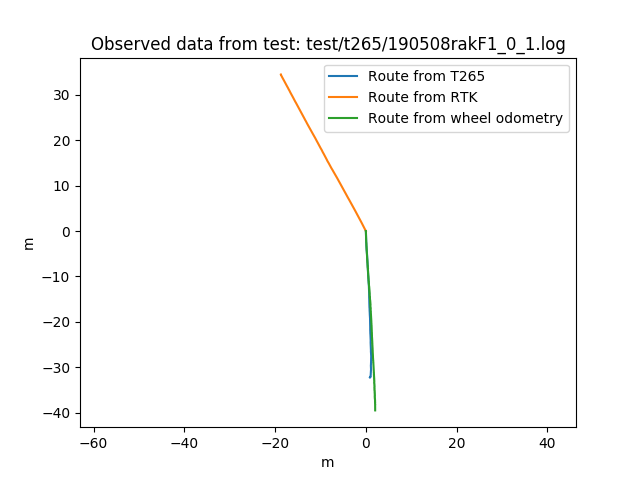 Observed data from test: test/t265/190508rakF1_0_1.log
Route from T265
Route from RTK
Route from wheel odometry
30
20
10
0
−10
−20
−30
−40
m
−60
−40
−20
0
20
40
m